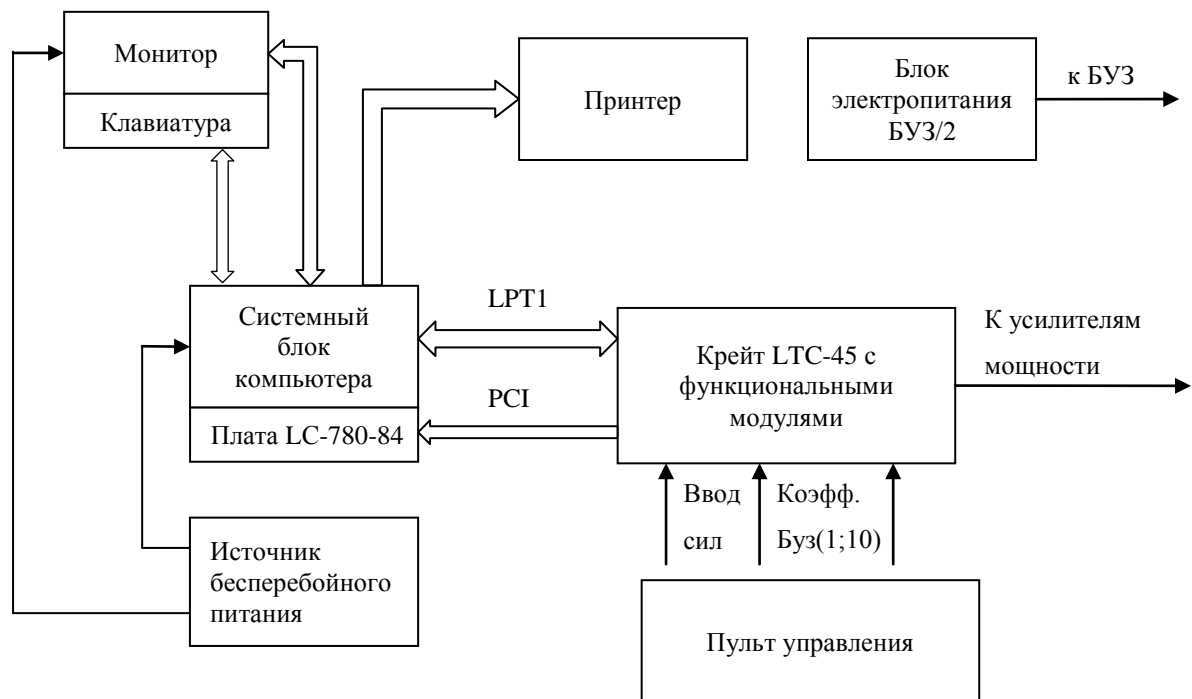 Монитор
Клавиатура
Принтер
Блок
электропитания
БУЗ/2
к БУЗ
Системный
блок
компьютера
Плата LC-780-84
LPT1
PCI
Крейт LTC-45 с
функциональными
модулями
К усилителям
мощности
Ввод
сил
Коэфф.
Буз(1;10)
Источник
бесперебойного
питания
Пульт управления